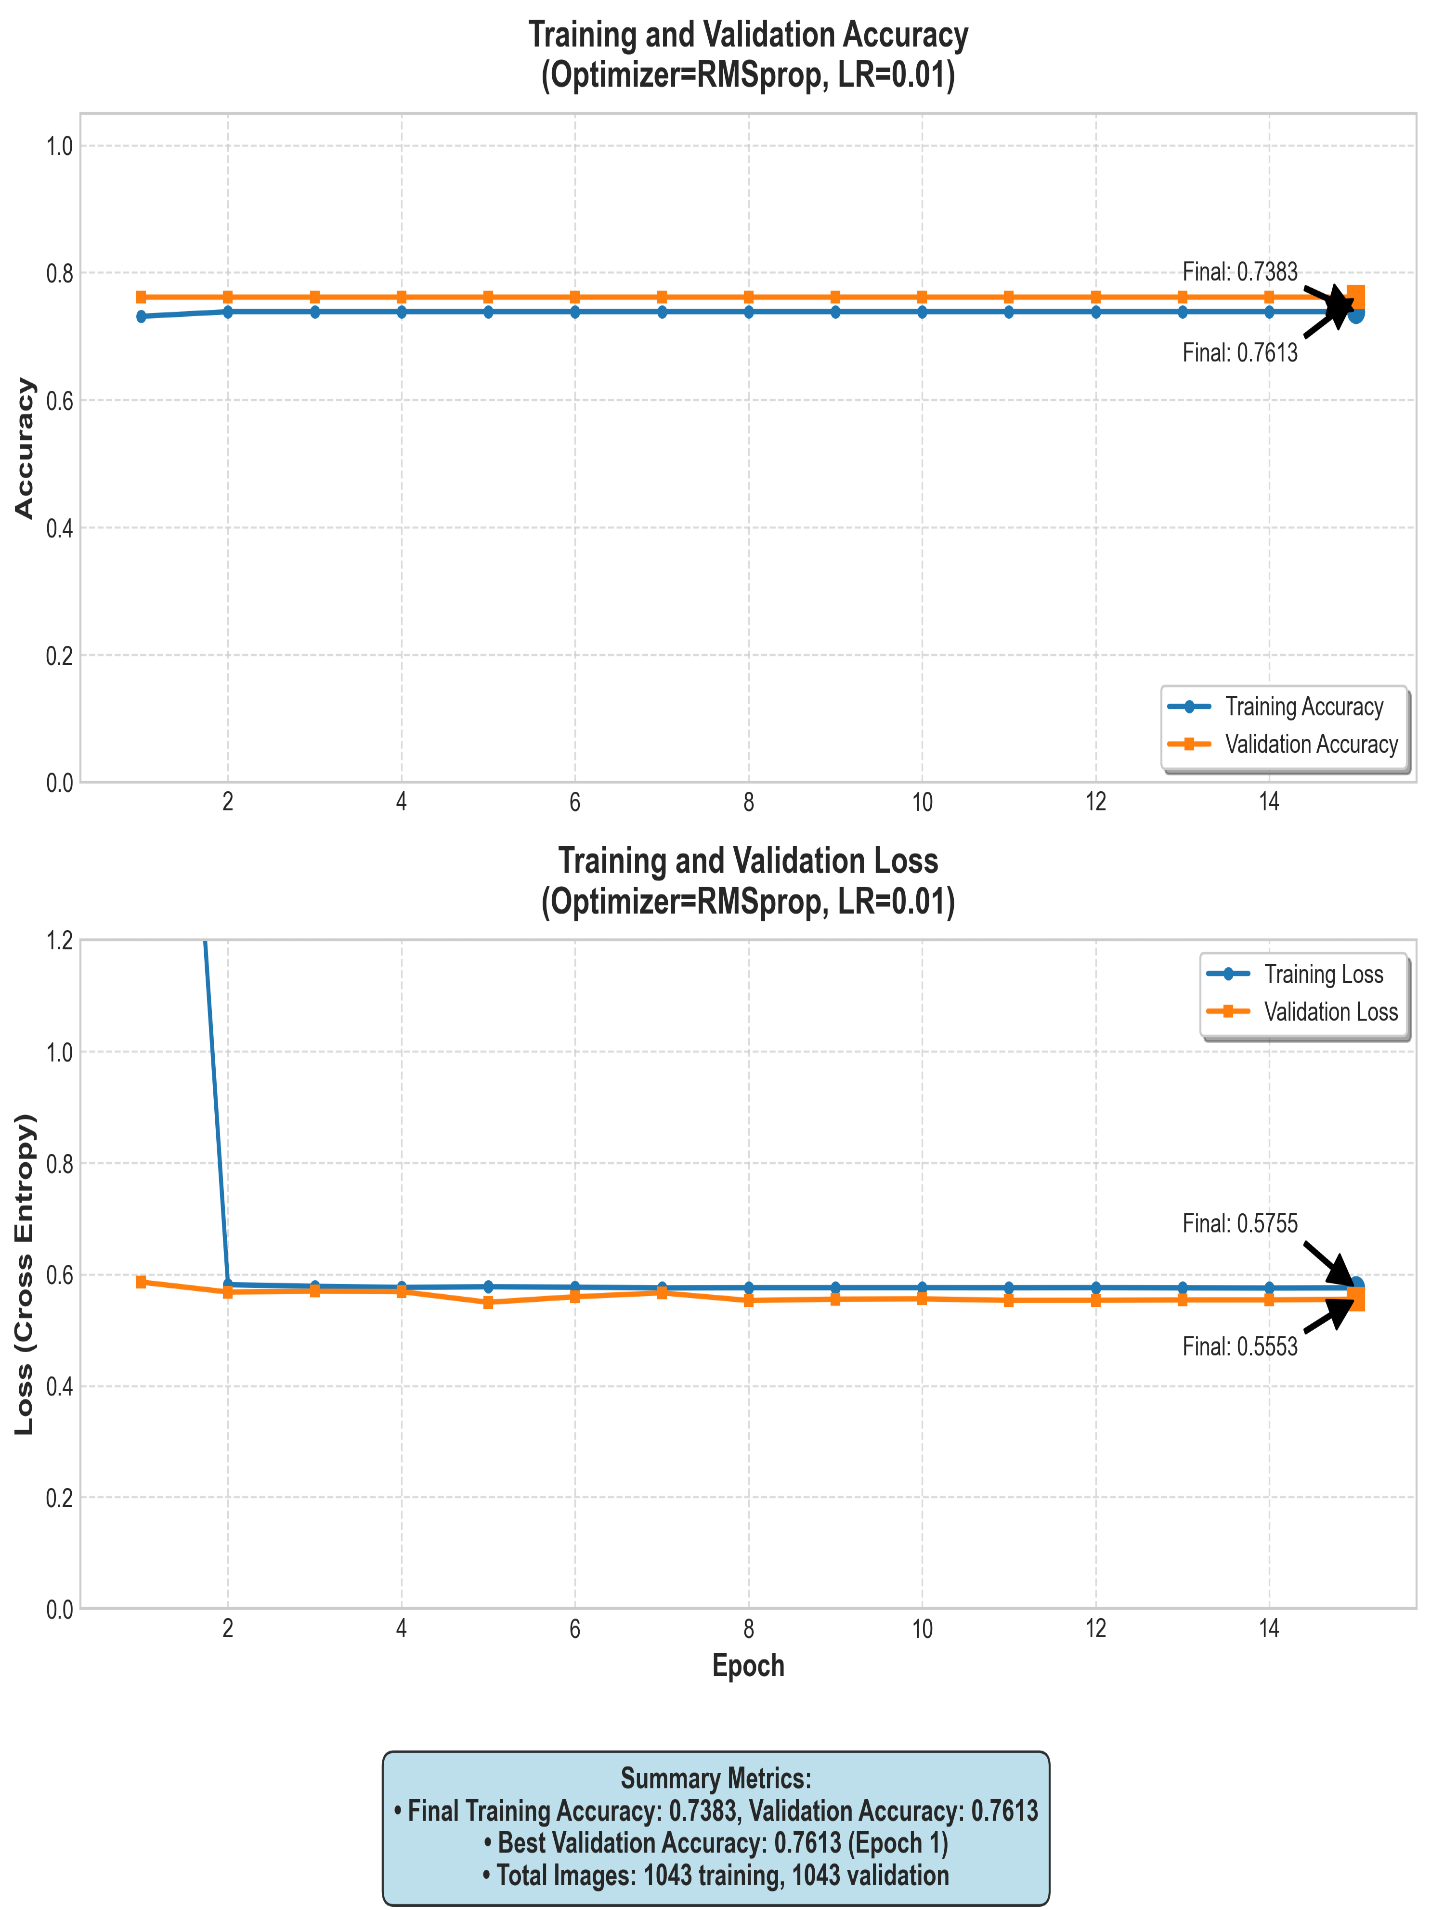 Training and Validation Accuracy
(Optimizer=RMSprop, LR=0.01)
1.0
0.8
0.6
0.4
0.2
0.0
Accuracy
Final: 0.7383
Final: 0.7613
Training Accuracy
Validation Accuracy
2 4 6 8 10 12 14
Training and Validation Loss
(Optimizer=RMSprop, LR=0.01)
1.2
1.0
0.8
0.6
0.4
0.2
0.0
Loss (Cross Entropy)
Training Loss
Validation Loss
Final: 0.5755
Final: 0.5553
2 4 6 8 10 12 14
Epoch
Summary Metrics:
• Final Training Accuracy: 0.7383, Validation Accuracy: 0.7613
• Best Validation Accuracy: 0.7613 (Epoch 1)
• Total Images: 1043 training, 1043 validation